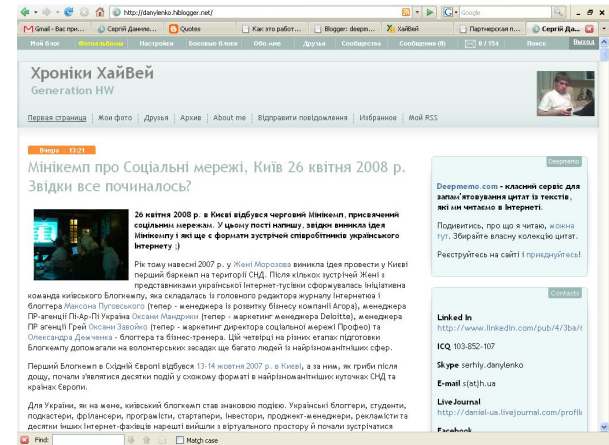 http://danylenko.hiblogger.net/
Google
Gmail - Вас при...
Сергій Даниле...
Quotes
Как это работ...
Blogger: deepm...
ХайВей
Партнерская п...
Сергій Да...
Мой блог
Фотоальбомы
Настройки
Боковые блоки
Обо мне
Друзья
Сообщества
Сообщения (0)
0 / 154
Поиск
Выход
Хроніки ХайВей
Generation HW
Первая страница
Мои фото
Друзья
Архив
About me
Відправити повідомлення
Избранное
Мой RSS
Вчера 13:21
Мінікемп про Соціальні мережі, Київ 26 квітня 2008 р.
Звідки все починалось?
26 квітня 2008 р. в Києві відбувся черговий Мінікемп, присвячений
соцільним мережам. У цьому пості напишу, звідки виникла ідея
Мінікемпу і які ще є формати зустрічей співробітників українського
Інтернету ;)
Рік тому навесні 2007 р. у Жені Морозова виникла ідея провести у Києві
перший баркемп на території СНД. Після кількох зустрічей Жені з
представниками української Інтернет-тусівки сформувалась ініціативна
команда київського Блогкемпу, яка складалась із головного редактора журналу Інтернетюа і
блоггера Максона Пуговського (тепер - менеджера із розвитку бізнесу компанії Агора), менеджера
ПР-агенції Пі-Ар-Пі Україна Оксани Мандрики (тепер - маркетинг менеджера Deloitte), менеджера
ПР агенції Грей Оксани Завойко (тепер - маркетинг директора соціальної мережі Профео) та
Олександра Демченка - блоггера та бізнес-тренера. Цій четвірці на різних етапах підготовки
Блогкемпу допомагали на волонтерських засадах ще багато людей із найрізноманітніших сфер.
Перший Блогкемп в Східній Європі відбувся 13-14 жовтня 2007 р. в Києві, а за ним, як гриби після
дощу, почали з'являтися десятки подій у схожому форматі в найрізноманітніших куточках СНД та
країнах Європи.
Для України, як на мене, київський блогкемп став знаковою подією. Українські блоггери, студенти,
подкастери, фрілансери, програмісти, стартапери, інвестори, проджект-менеджери, рекламісти та
десятки інших Інтернет-фахівців нарешті вийшли з віртуального простору й почали зустрічатися
Deepmemo
Deepmemo.com - класний сервіс для
запам'ятовування цитат із текстів,
які ми читаємо в Інтернеті.
Подивитись, про що я читаю, можна
тут. Збирайте власну колекцію цитат.
Реєструйтесь на сайті і приєднуйтесь!
Contacts
Linked In
http://www.linkedin.com/pub/4/3ba/
ICQ 103-852-107
Skype serhiy.danylenko
E-mail s(at)h.ua
LiveJournal
http://daniel-ua.livejournal.com/profil
Facebook
Find:
Match case